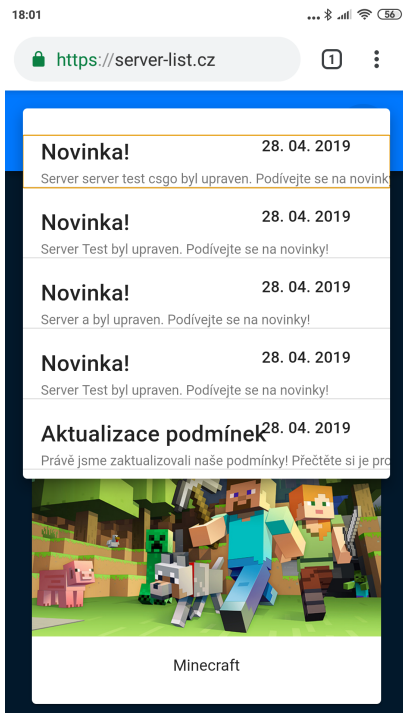 18:01
56
https://server-list.cz
1
Novinka!
28. 04. 2019
Server server test csgo byl upraven. Podívejte se na novink
Novinka!
28. 04. 2019
Server Test byl upraven. Podívejte se na novinky!
Novinka!
28. 04. 2019
Server a byl upraven. Podívejte se na novinky!
Novinka!
28. 04. 2019
Server Test byl upraven. Podívejte se na novinky!
Aktualizace podmínek
28. 04. 2019
Právě jsme zaktualizovali naše podmínky! Přečtěte si je pro
Minecraft